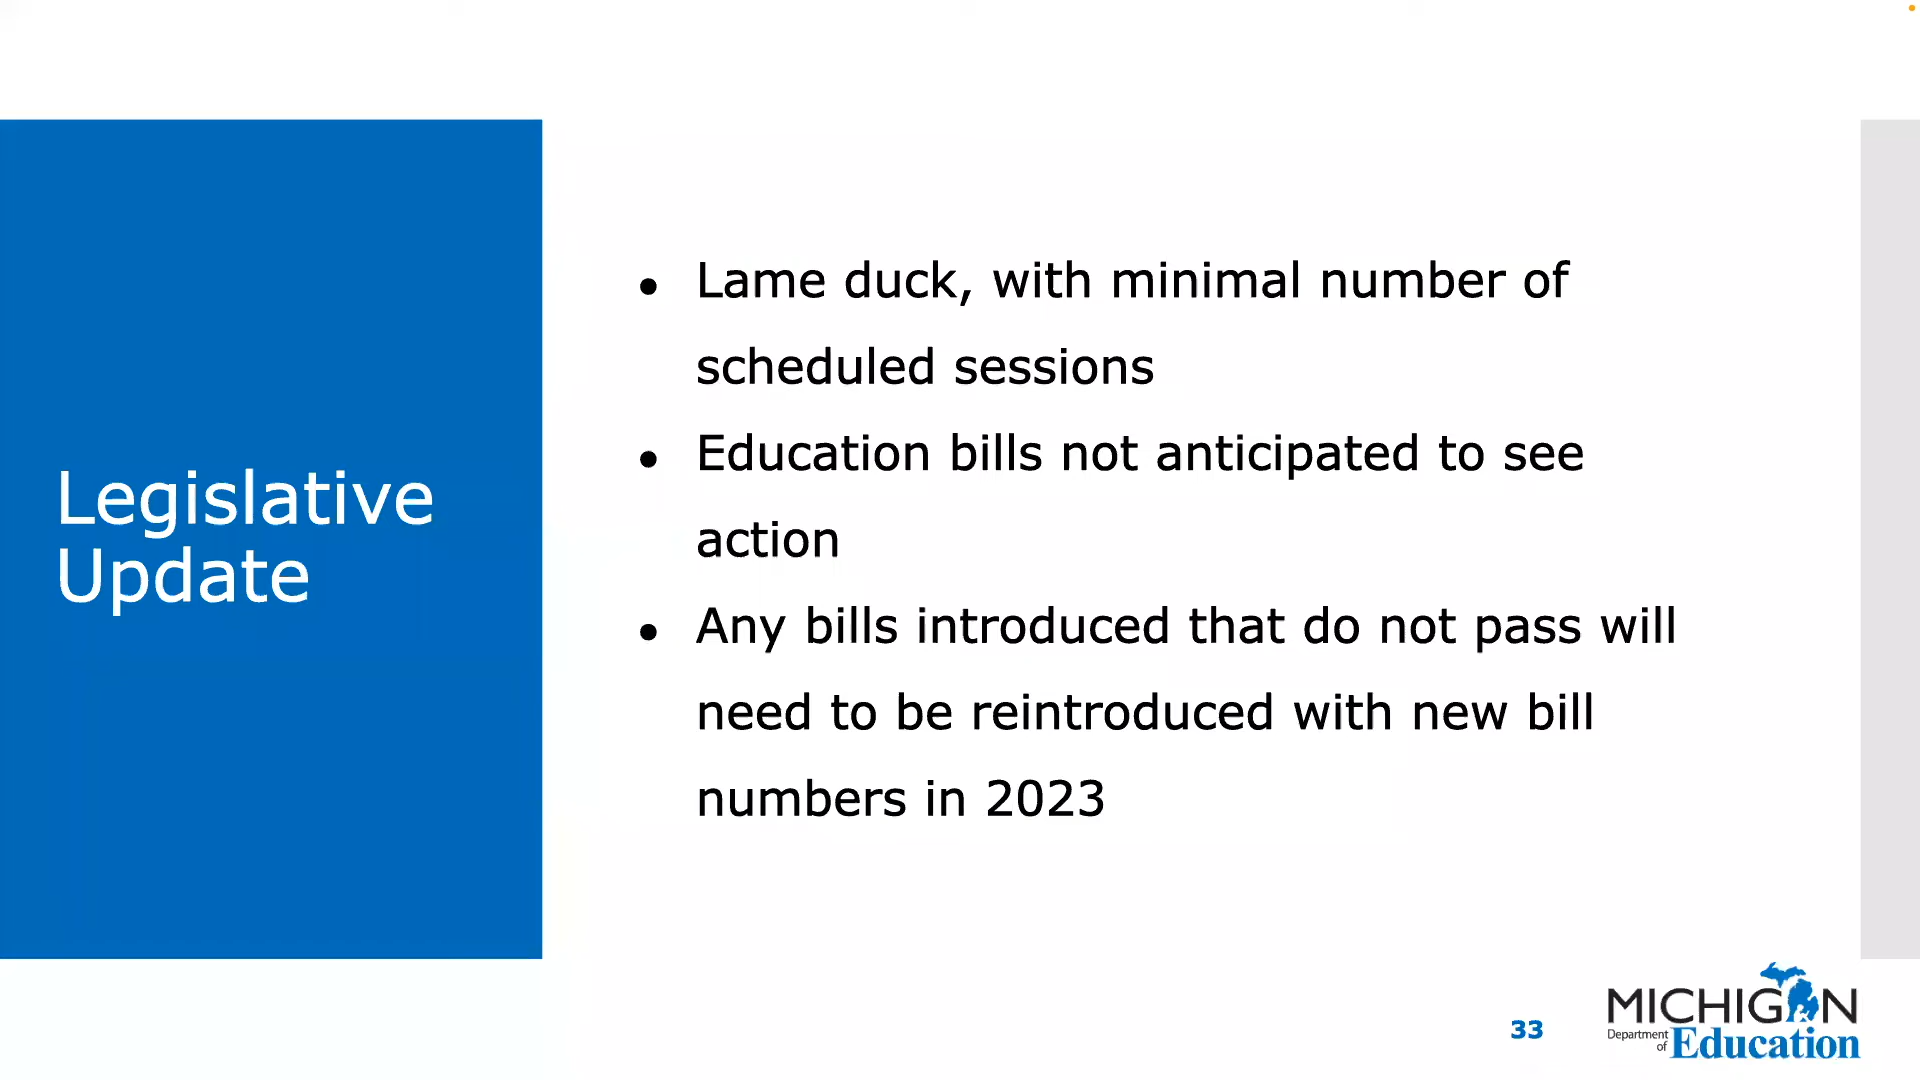 Legislative
Update
● Lame duck, with minimal number of
scheduled sessions
● Education bills not anticipated to see
action
● Any bills introduced that do not pass will
need to be reintroduced with new bill
numbers in 2023
33
MICHIGAN
Department
of Education